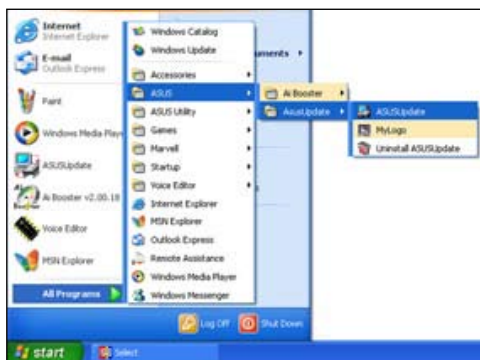 Internet
Internet Explorer
E-mail
Outlook Express
Paint
Windows Media Play
ASUSUpdate
Ai Booster v2.00.18
Voice Editor
MSN Explorer
All Programs
Windows Catalog
Windows Update
Accessories
ASUS
ASUS Utility
Games
Marvell
Startup
Voice Editor
Internet Explorer
MSN Explorer
Outlook Express
Remote Assistance
Windows Media Player
Windows Messenger
uments
Ai Booster
AsusUpdate
ASUSUpdate
MyLogo
Uninstall ASUSUpdate
Log Off
Shut Down
start
Select